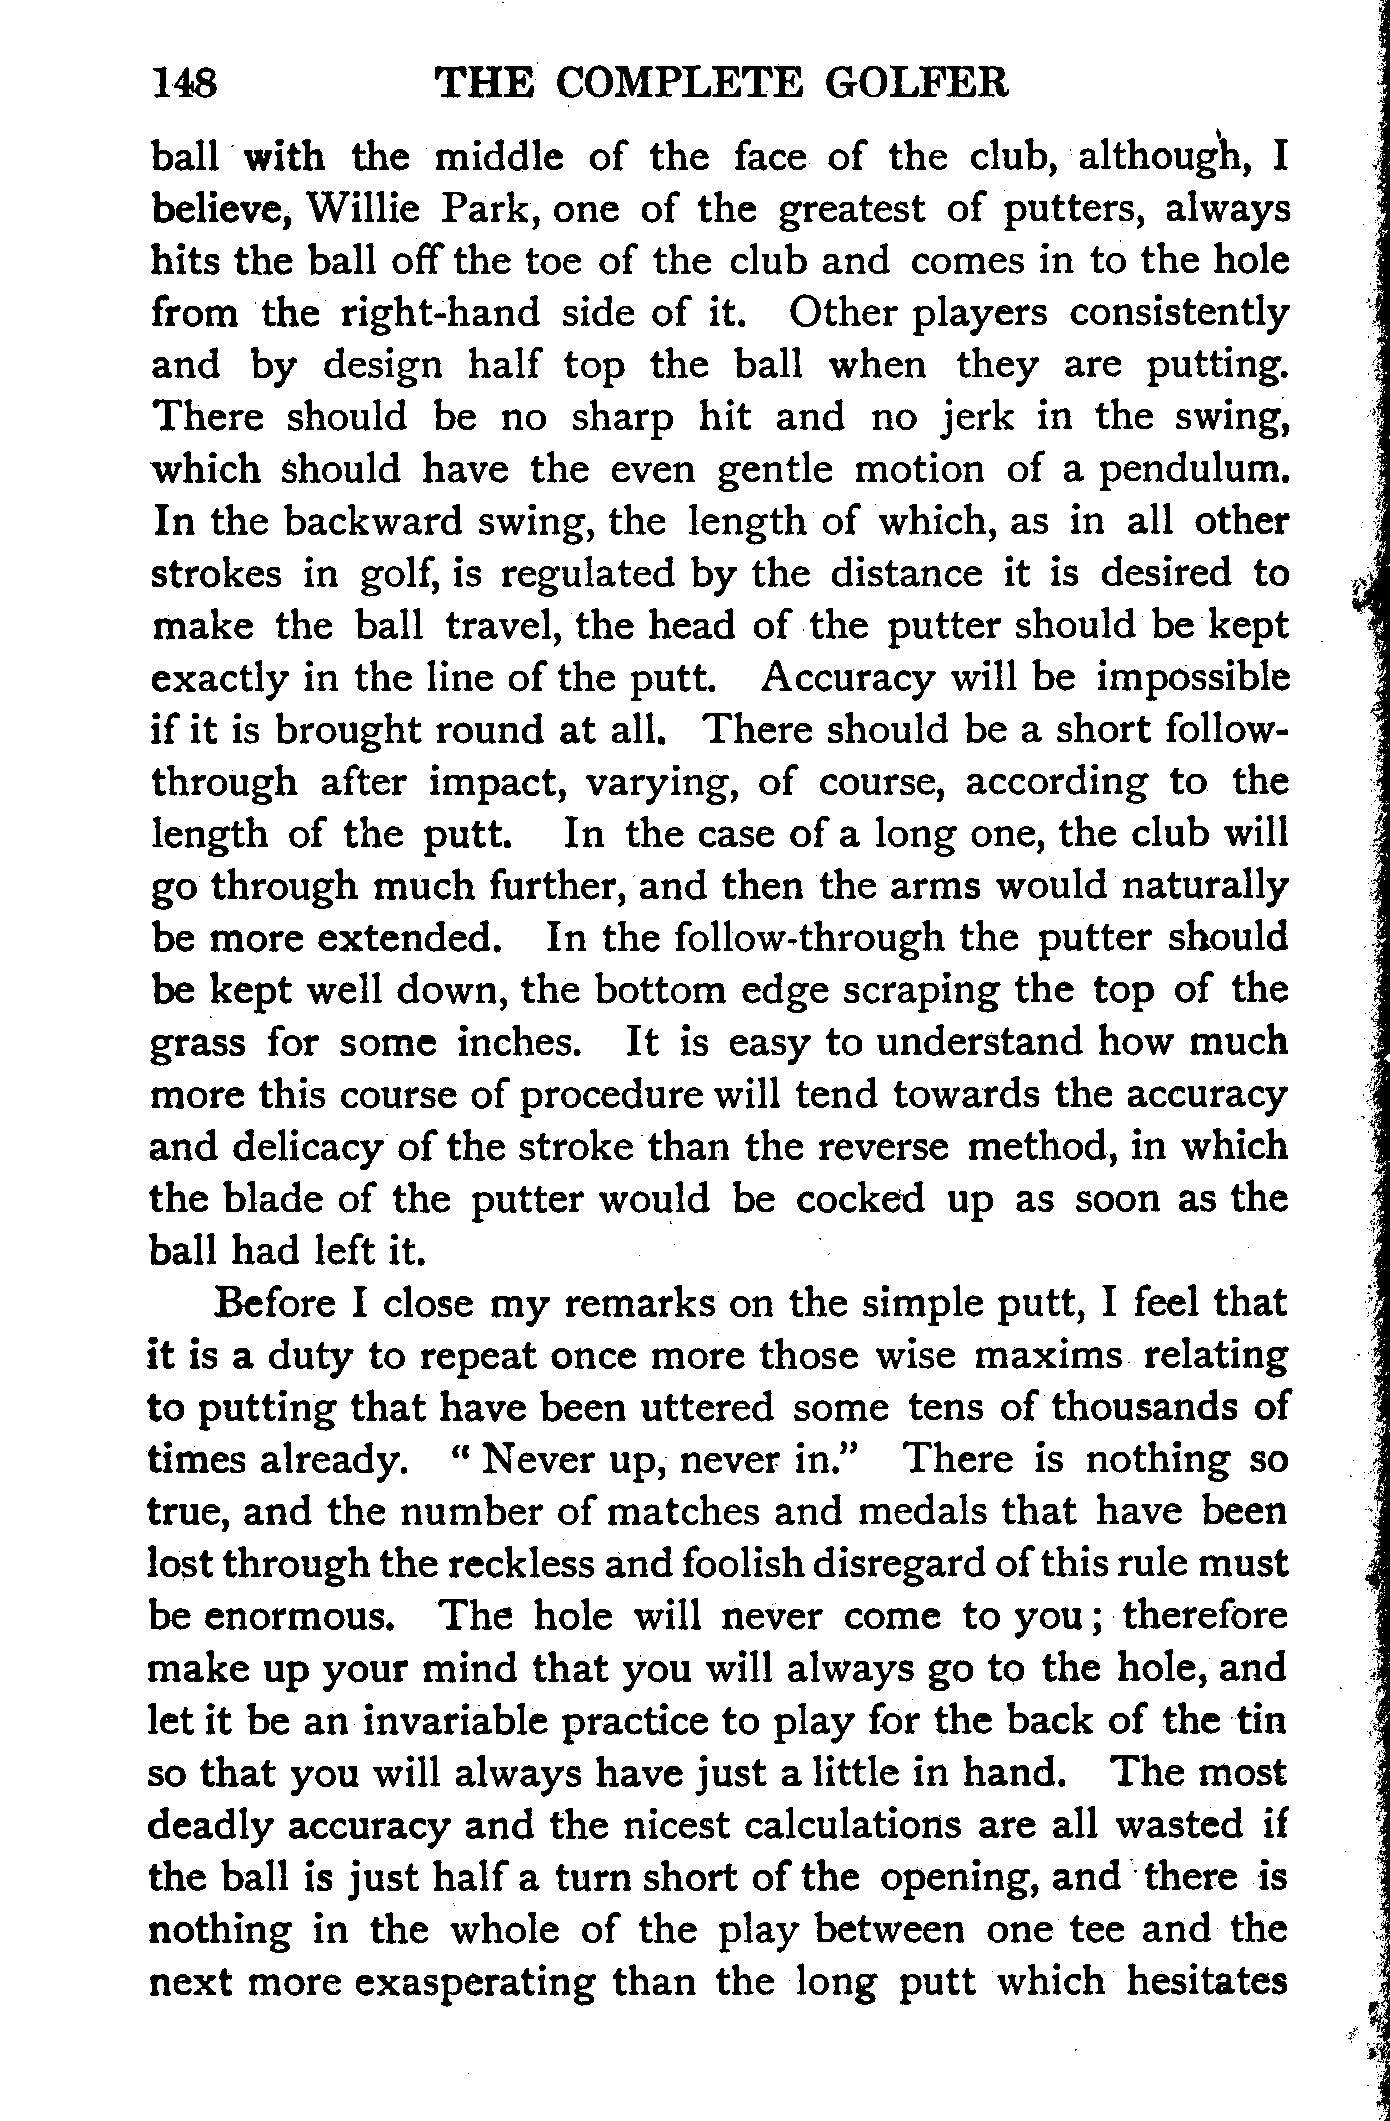 148 THE COMPLETE GOLFER
ball with the middle of the face of the club, although, I
believe, Willie Park, one of the greatest of putters, always
hits the ball off the toe of the club and comes in to the hole
from the right-hand side of it. Other players consistently
and by design half top the ball when they are putting.
There should be no sharp hit and no jerk in the swing,
which should have the even gentle motion of a pendulum.
In the backward swing, the length of which, as in all other
strokes in golf, is regulated by the distance it is desired to
make the ball travel, the head of the putter should be kept
exactly in the line of the putt. Accuracy will be impossible
if it is brought round at all. There should be a short follow-
through after impact, varying, of course, according to the
length of the putt. In the case of a long one, the club will
go through much further, and then the arms would naturally
be more extended. In the follow-through the putter should
be kept well down, the bottom edge scraping the top of the
grass for some inches. It is easy to understand how much
more this course of procedure will tend towards the accuracy
and delicacy of the stroke than the reverse method, in which
the blade of the putter would be cocked up as soon as the
ball had left it.
Before I close my remarks on the simple putt, I feel that
it is a duty to repeat once more those wise maxims relating
to putting that have been uttered some tens of thousands of
times already. "Never up, never in." There is nothing so
true, and the number of matches and medals that have been
lost through the reckless and foolish disregard of this rule must
be enormous. The hole will never come to you; therefore
make up your mind that you will always go to the hole, and
let it be an invariable practice to play for the back of the tin
so that you will always have just a little in hand. The most
deadly accuracy and the nicest calculations are all wasted if
the ball is just half a turn short of the opening, and there is
nothing in the whole of the play between one tee and the
next more exasperating than the long putt which hesitates